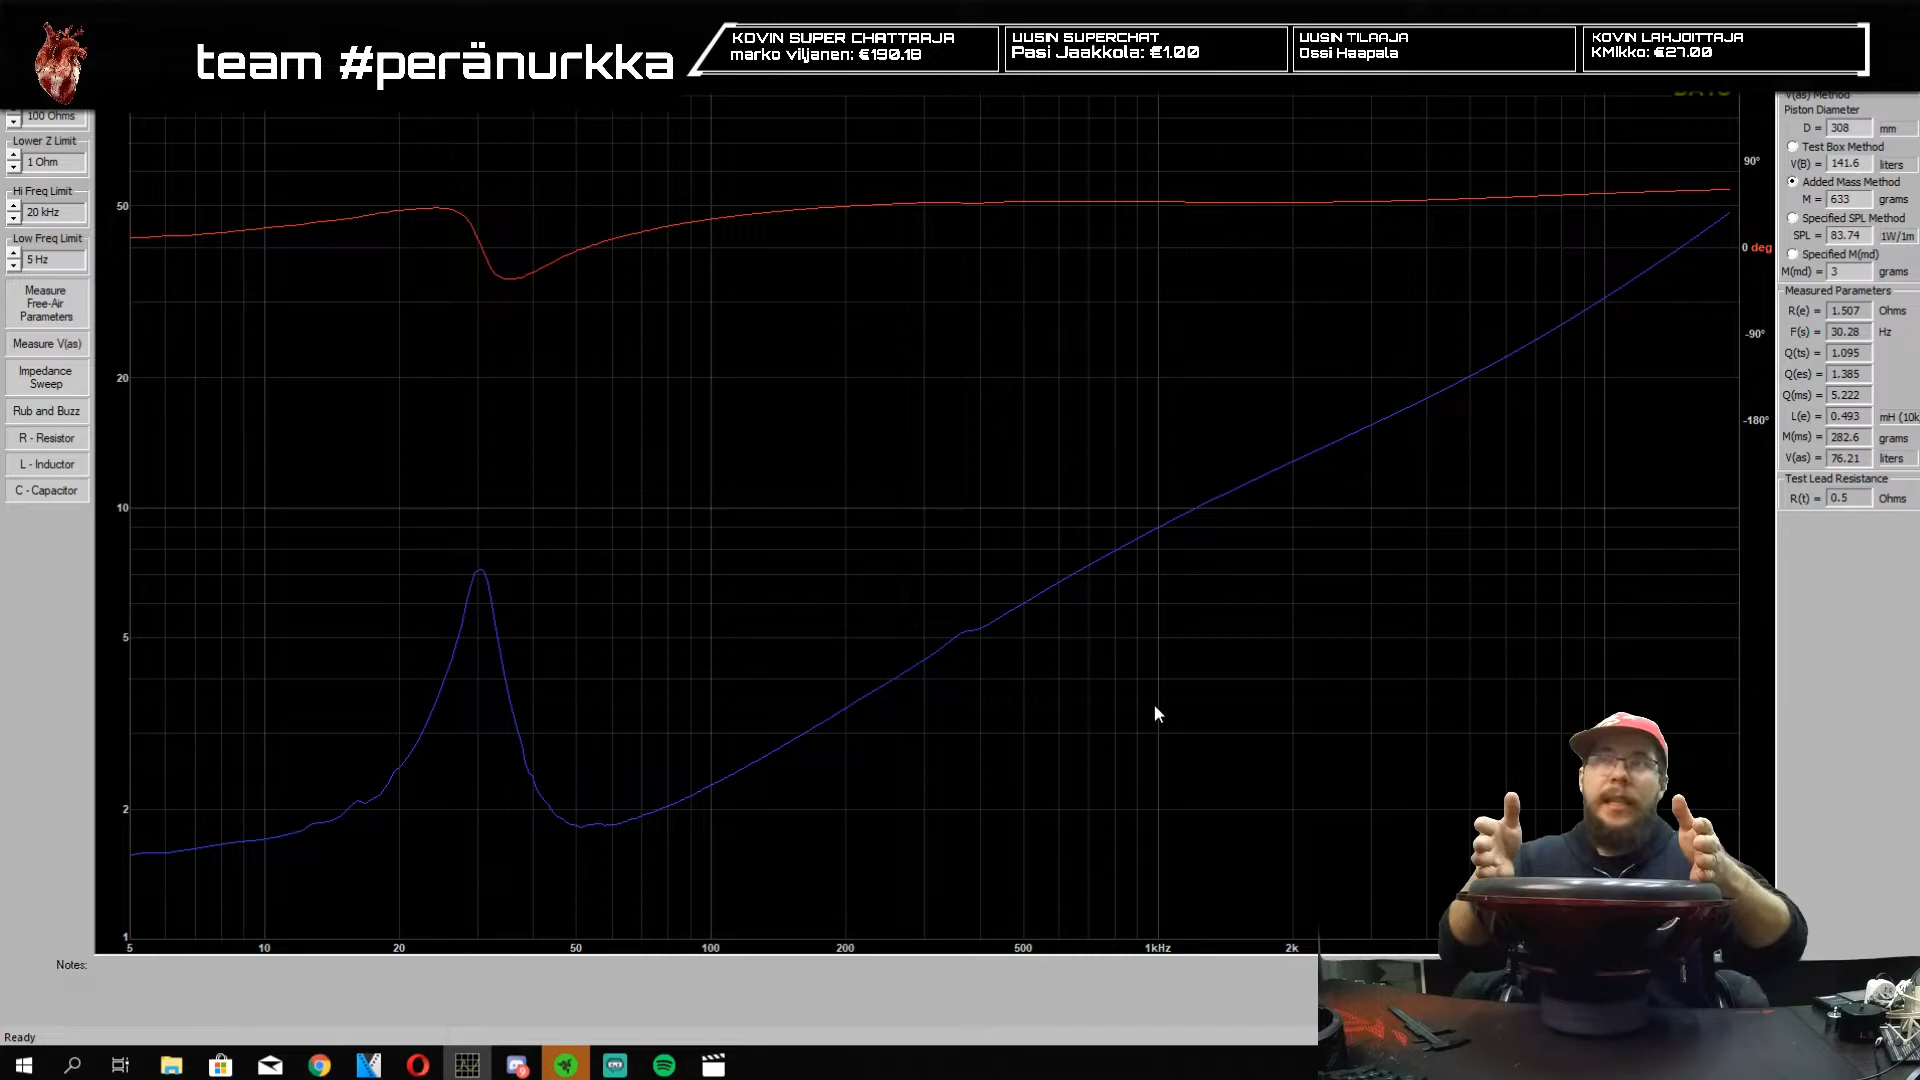 team #peränurkka
KOVIN SUPER CHATTAAJA
marko viljanen: €190.18
UUSIN SUPERCHAT
Pasi Jaakkola: €1.00
UUSIN TILAAJA
Ossi Haapala
KOVIN LAHJOITTAJA
KMikko: €27.00
100 Ohms
Lower Z Limit
1 Ohm
Hi Freq Limit
20 kHz
Low Freq Limit
5 Hz
Measure
Free-Air
Parameters
Measure V(as)
Impedance
Sweep
Rub and Buzz
R - Resistor
L - Inductor
C - Capacitor
50
20
10
5
2
1
5 10 20 50 100 200 500 1kHz 2k
90°
0 deg
-90°
-180°
V(as) Method
Piston Diameter
D = 308 mm
Test Box Method
V(B) = 141.6 liters
Added Mass Method
M = 633 grams
Specified SPL Method
SPL = 83.74 1W/1m
Specified M(md)
M(md) = 3 grams
Measured Parameters
R(e) = 1.507 Ohms
F(s) = 30.28 Hz
Q(ts) = 1.095
Q(es) = 1.385
Q(ms) = 5.222
L(e) = 0.493 mH (10k
M(ms) = 282.6 grams
V(as) = 76.21 liters
Test Lead Resistance
R(t) = 0.5 Ohms
Notes:
Ready
9